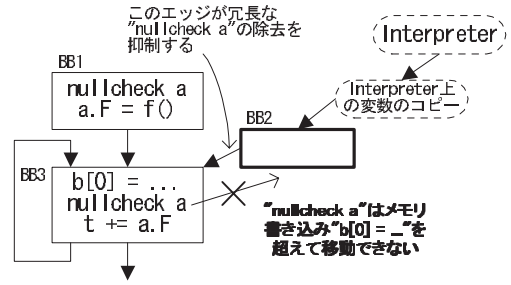 このエッジが冗長な
"nullcheck a"の除去を
抑制する
Interpreter
BB1
nullcheck a
a.F = f()
Interpreter上
の変数のコピー
BB2
BB3
b[0] = ...
nullcheck a
t += a.F
"nullcheck a"はメモリ
書き込み"b[0] = ..."を
超えて移動できない